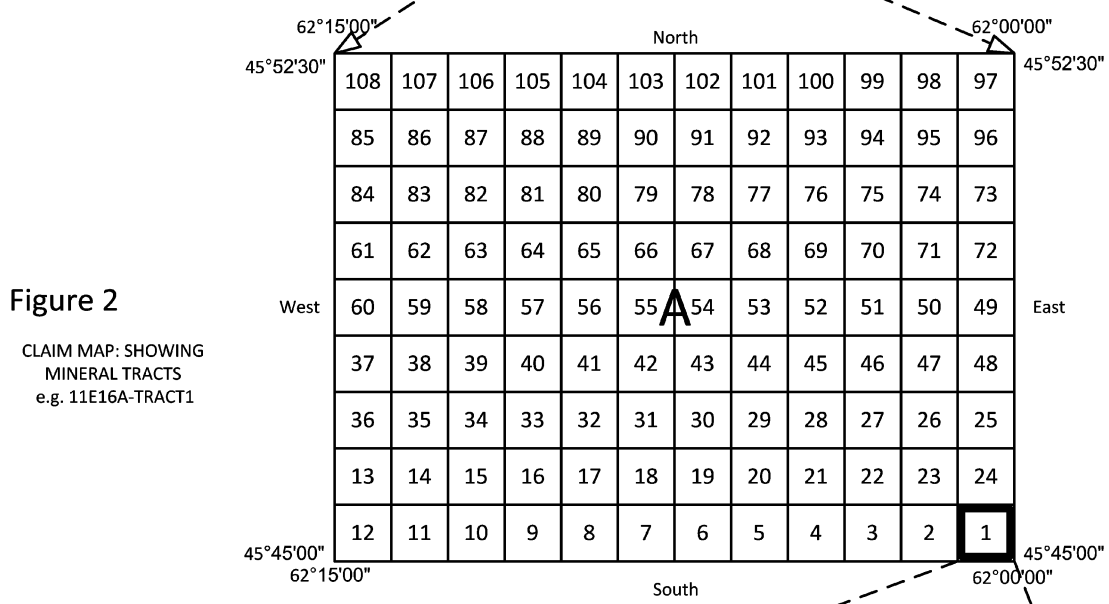 62°15'00" 62°00'00"
North
45°52'30" 45°52'30"
108 107 106 105 104 103 102 101 100 99 98 97
85 86 87 88 89 90 91 92 93 94 95 96
84 83 82 81 80 79 78 77 76 75 74 73
61 62 63 64 65 66 67 68 69 70 71 72
Figure 2
West 60 59 58 57 56 55 A 54 53 52 51 50 49 East
CLAIM MAP: SHOWING
MINERAL TRACTS
e.g. 11E16A-TRACT1
37 38 39 40 41 42 43 44 45 46 47 48
36 35 34 33 32 31 30 29 28 27 26 25
13 14 15 16 17 18 19 20 21 22 23 24
12 11 10 9 8 7 6 5 4 3 2 1
45°45'00" 45°45'00"
62°15'00" 62°00'00"
South